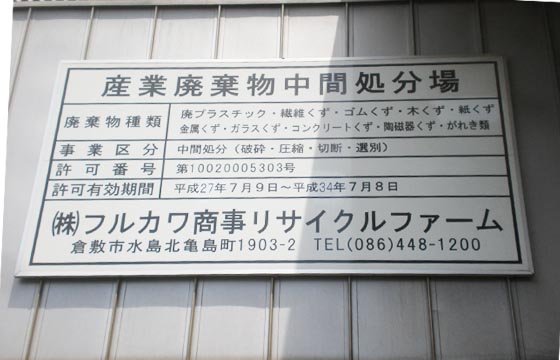 産業廃棄物中間処分場
廃棄物種類 廃プラスチック・繊維くず・ゴムくず・木くず・紙くず
金属くず・ガラスくず・コンクリートくず・陶磁器くず・がれき類
事業区分 中間処分（破砕・圧縮・切断・選別）
許可番号 第10020005303号
許可有効期間 平成27年7月9日～平成34年7月8日
㈱フルカワ商事リサイクルファーム
倉敷市水島北亀島町1903-2 TEL(086)448-1200